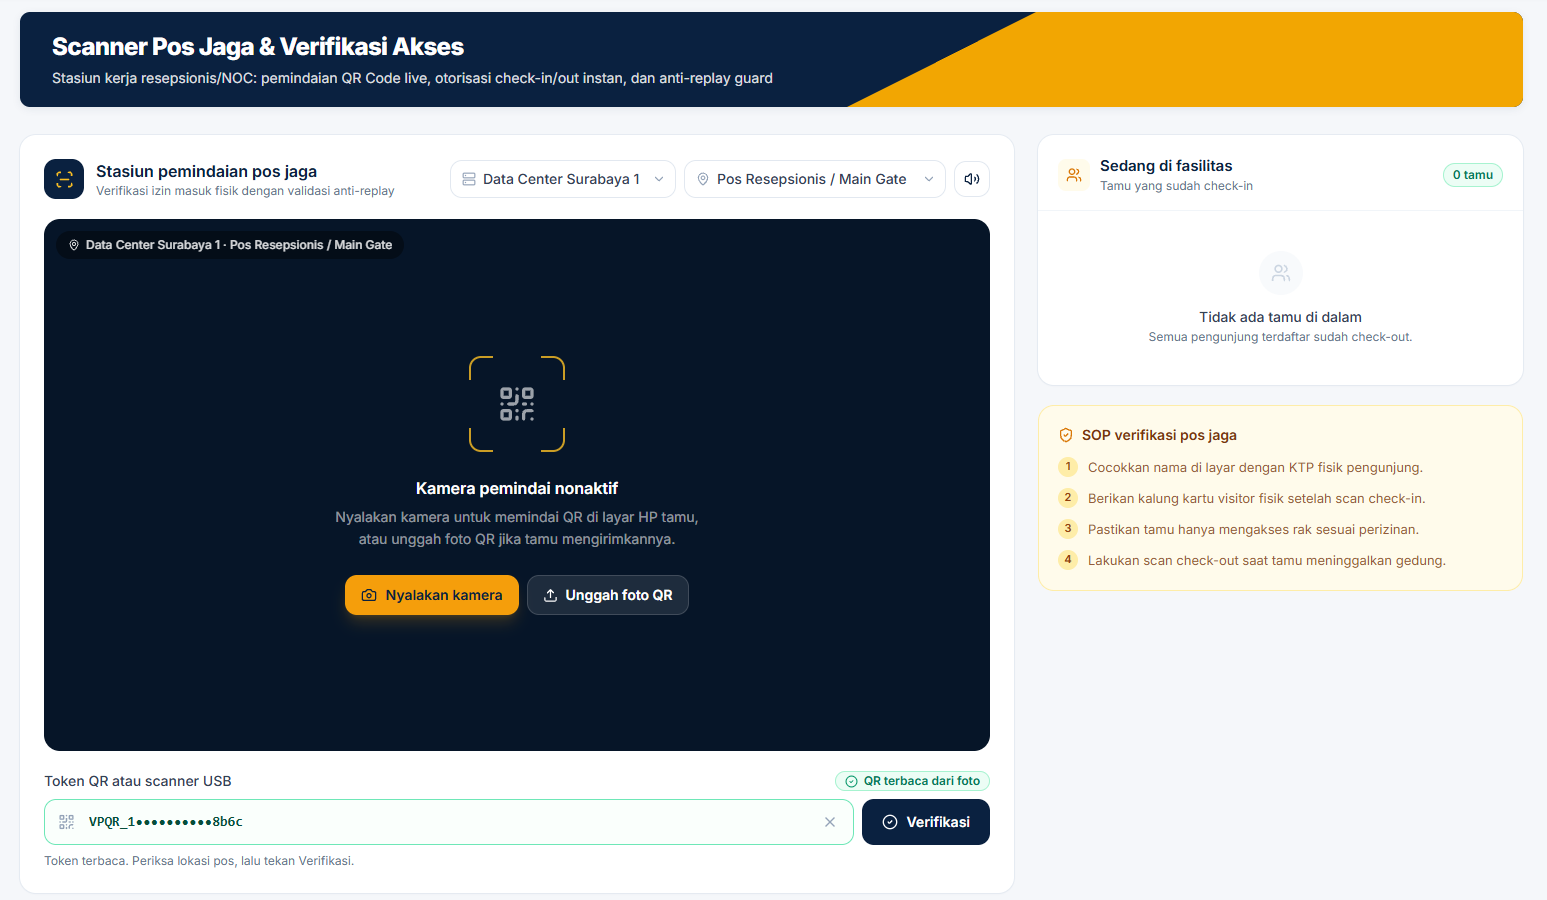 Scanner Pos Jaga & Verifikasi Akses
Stasiun kerja resepsionis/NOC: pemindaian QR Code live, otorisasi check-in/out instan, dan anti-replay guard
Stasiun pemindaian pos jaga
Verifikasi izin masuk fisik dengan validasi anti-replay
Data Center Surabaya 1
Pos Resepsionis / Main Gate
Data Center Surabaya 1 · Pos Resepsionis / Main Gate
Kamera pemindai nonaktif
Nyalakan kamera untuk memindai QR di layar HP tamu,
atau unggah foto QR jika tamu mengirimkannya.
Nyalakan kamera
Unggah foto QR
Token QR atau scanner USB
QR terbaca dari foto
VPQR_1••••••••••8b6c
Verifikasi
Token terbaca. Periksa lokasi pos, lalu tekan Verifikasi.
Sedang di fasilitas
Tamu yang sudah check-in
0 tamu
Tidak ada tamu di dalam
Semua pengunjung terdaftar sudah check-out.
SOP verifikasi pos jaga
1 Cocokkan nama di layar dengan KTP fisik pengunjung.
2 Berikan kalung kartu visitor fisik setelah scan check-in.
3 Pastikan tamu hanya mengakses rak sesuai perizinan.
4 Lakukan scan check-out saat tamu meninggalkan gedung.